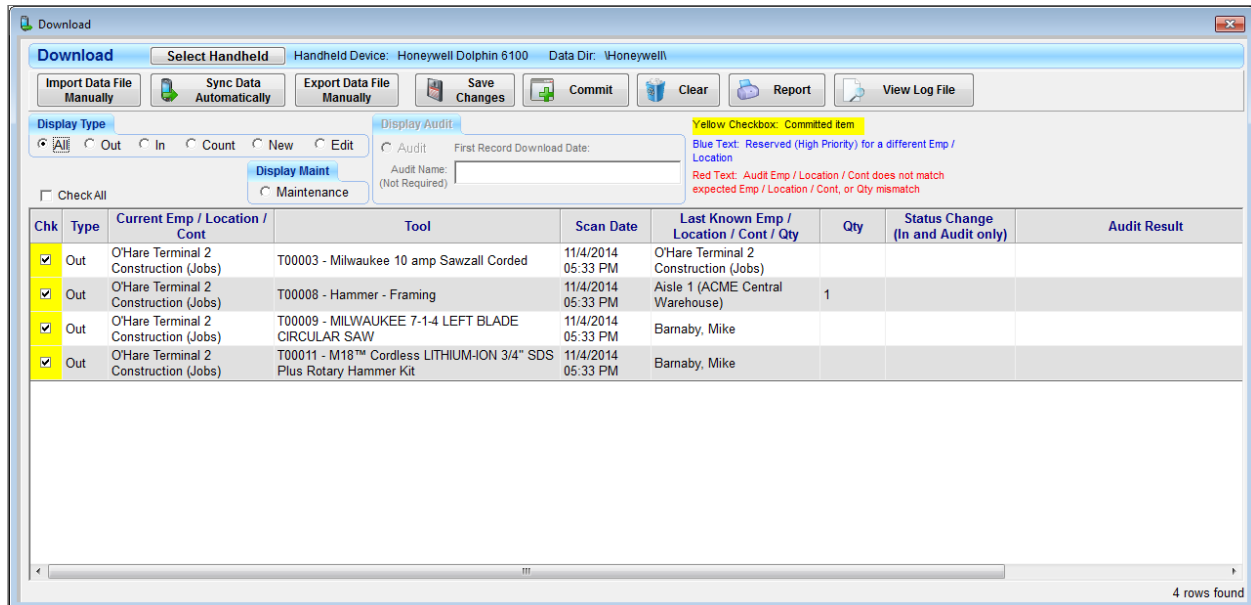 Download
Download
Select Handheld
Handheld Device: Honeywell Dolphin 6100 Data Dir: \Honeywell\
Import Data File
Manually
Sync Data
Automatically
Export Data File
Manually
Save
Changes
Commit
Clear
Report
View Log File
Display Type
All Out In Count New Edit
Display Maint
Maintenance
Check All
Display Audit
Audit First Record Download Date:
Audit Name:
(Not Required)
Yellow Checkbox: Committed item
Blue Text: Reserved (High Priority) for a different Emp /
Location
Red Text: Audit Emp / Location / Cont does not match
expected Emp / Location / Cont, or Qty mismatch
Chk Type Current Emp / Location /
Cont Tool Scan Date Last Known Emp /
Location / Cont / Qty Qty Status Change
(In and Audit only) Audit Result
Out O'Hare Terminal 2
Construction (Jobs) T00003 - Milwaukee 10 amp Sawzall Corded 11/4/2014
05:33 PM O'Hare Terminal 2
Construction (Jobs)
Out O'Hare Terminal 2
Construction (Jobs) T00008 - Hammer - Framing 11/4/2014
05:33 PM Aisle 1 (ACME Central
Warehouse) 1
Out O'Hare Terminal 2
Construction (Jobs) T00009 - MILWAUKEE 7-1-4 LEFT BLADE
CIRCULAR SAW 11/4/2014
05:33 PM Barnaby, Mike
Out O'Hare Terminal 2
Construction (Jobs) T00011 - M18™ Cordless LITHIUM-ION 3/4" SDS
Plus Rotary Hammer Kit 11/4/2014
05:33 PM Barnaby, Mike
4 rows found